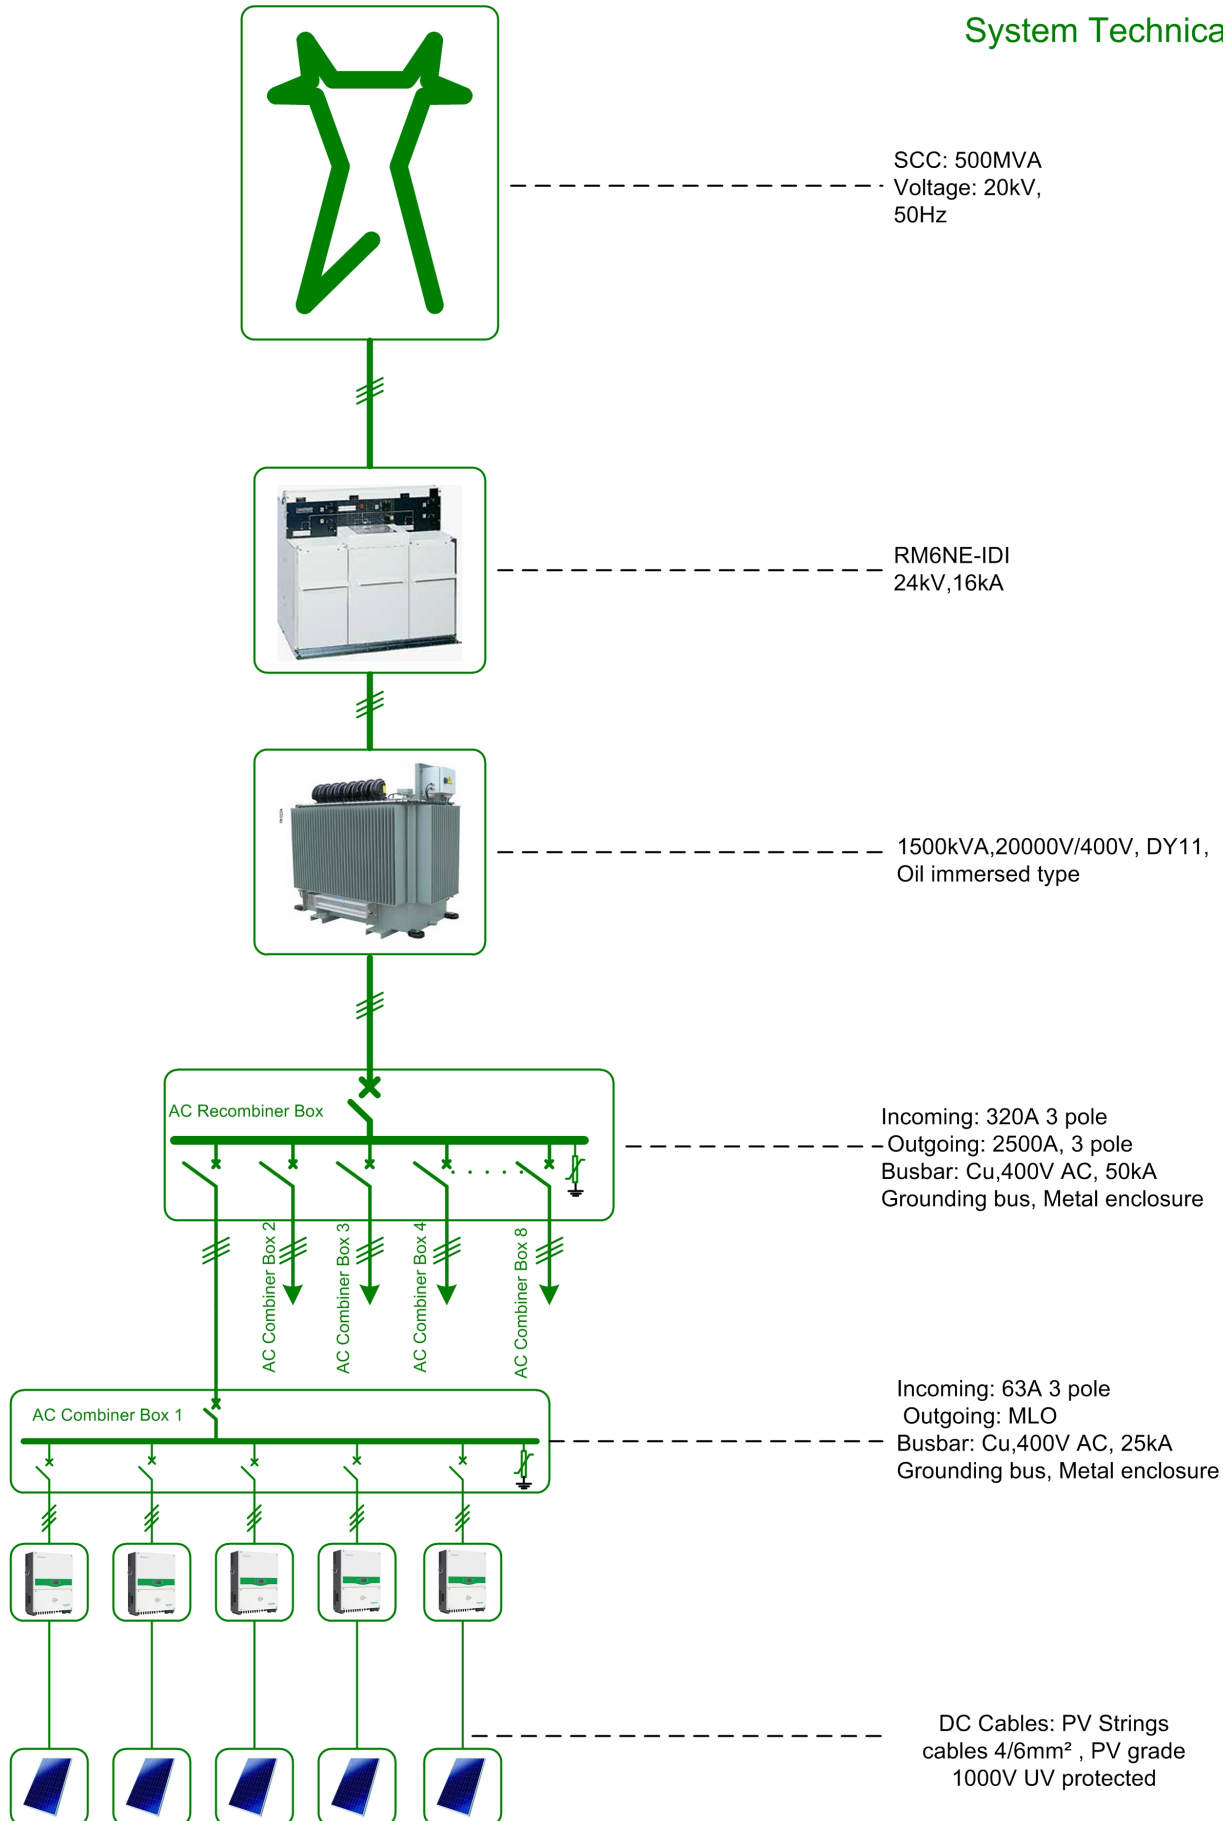 System Technica
SCC: 500MVA
Voltage: 20kV,
50Hz
RM6NE-IDI
24kV,16kA
1500kVA,20000V/400V, DY11,
Oil immersed type
AC Recombiner Box
Incoming: 320A 3 pole
Outgoing: 2500A, 3 pole
Busbar: Cu,400V AC, 50kA
Grounding bus, Metal enclosure
AC Combiner Box 2
AC Combiner Box 3
AC Combiner Box 4
AC Combiner Box 8
AC Combiner Box 1
Incoming: 63A 3 pole
Outgoing: MLO
Busbar: Cu,400V AC, 25kA
Grounding bus, Metal enclosure
DC Cables: PV Strings
cables 4/6mm² , PV grade
1000V UV protected